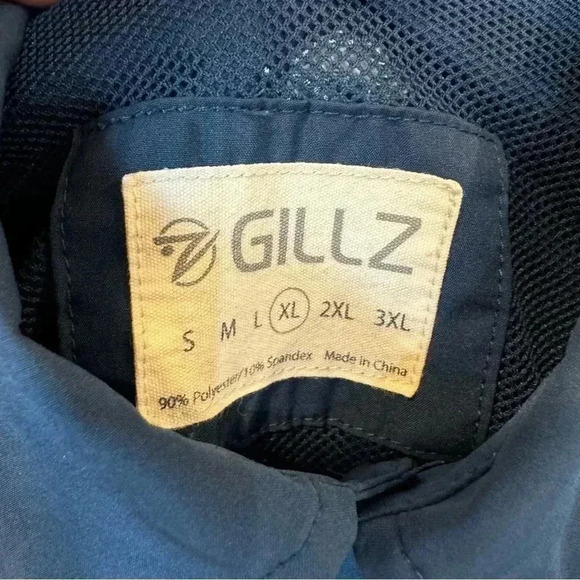 GILLZ
S M L XL 2XL 3XL
90% Polyester/10% Spandex Made in China